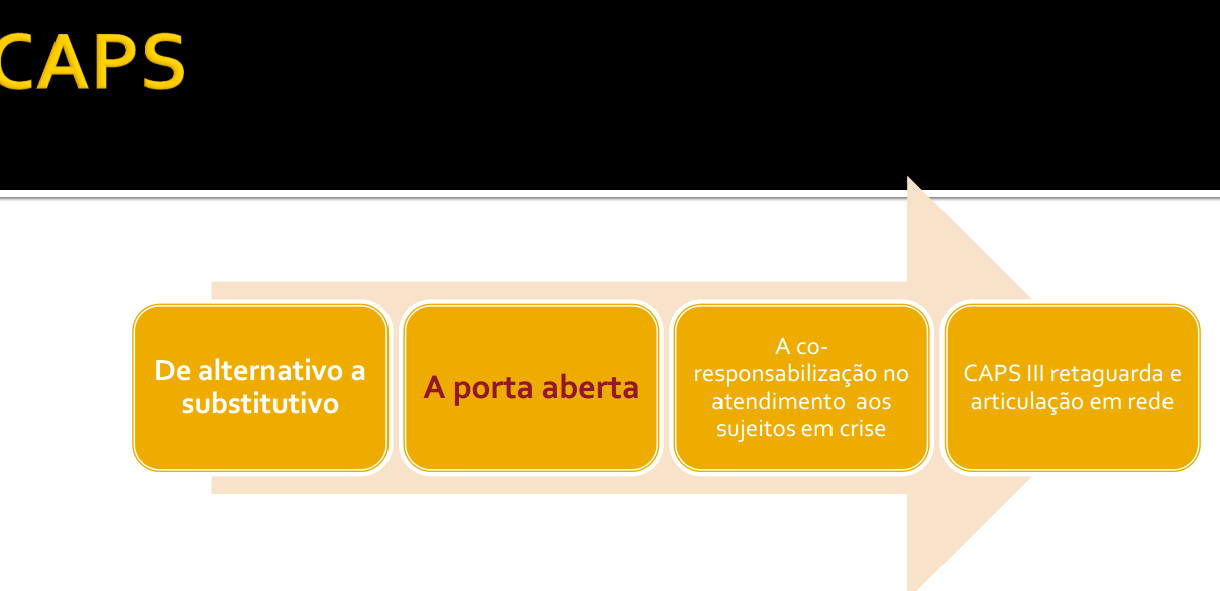 CAPS
De alternativo a
substitutivo
A porta aberta
A co-
responsabilização no
atendimento aos
sujeitos em crise
CAPS III retaguarda e
articulação em rede